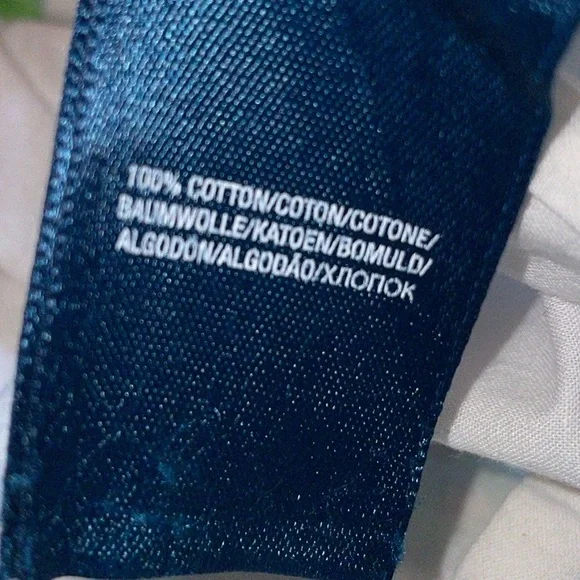 100% COTTON/COTON/COTONE/
BAUMWOLLE/KATOEN/BOMULD/
ALGODÓN/ALGODÃO/ХЛОПОК